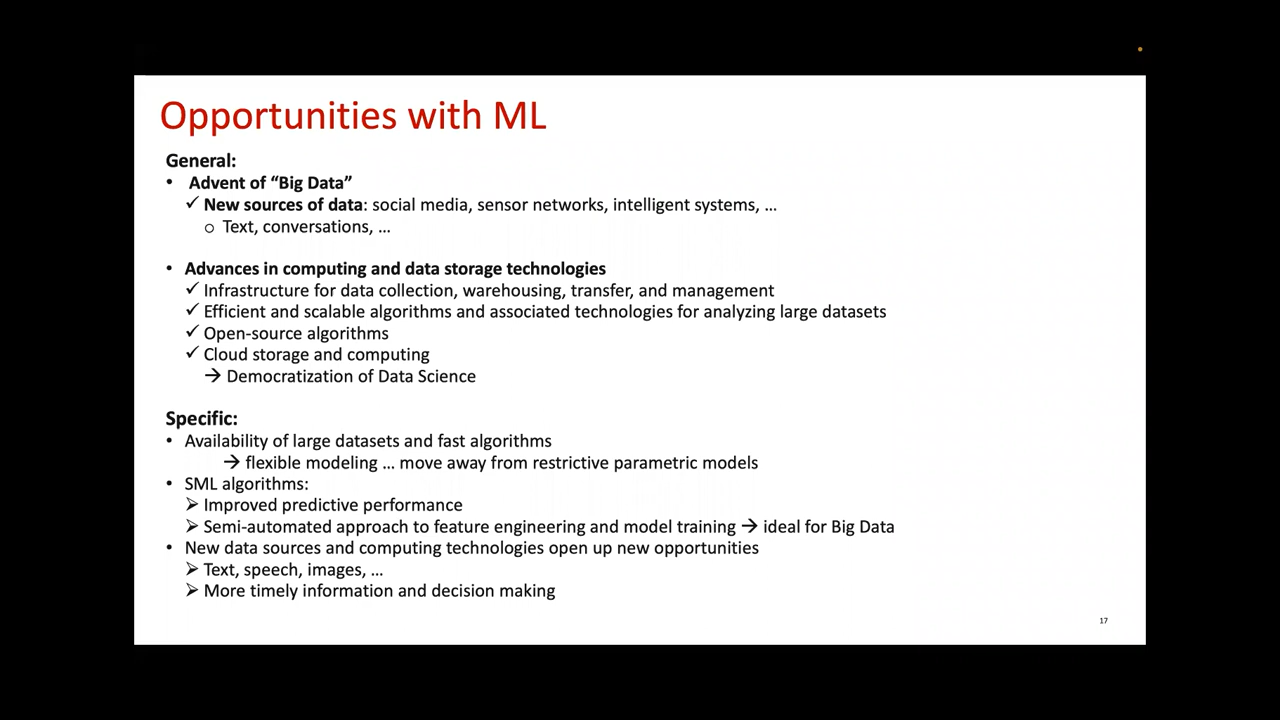 Opportunities with ML
General:
• Advent of “Big Data”
✓ New sources of data: social media, sensor networks, intelligent systems, …
o Text, conversations, …
• Advances in computing and data storage technologies
✓ Infrastructure for data collection, warehousing, transfer, and management
✓ Efficient and scalable algorithms and associated technologies for analyzing large datasets
✓ Open-source algorithms
✓ Cloud storage and computing
→ Democratization of Data Science
Specific:
• Availability of large datasets and fast algorithms
→ flexible modeling … move away from restrictive parametric models
• SML algorithms:
➢ Improved predictive performance
➢ Semi-automated approach to feature engineering and model training → ideal for Big Data
• New data sources and computing technologies open up new opportunities
➢ Text, speech, images, …
➢ More timely information and decision making
17